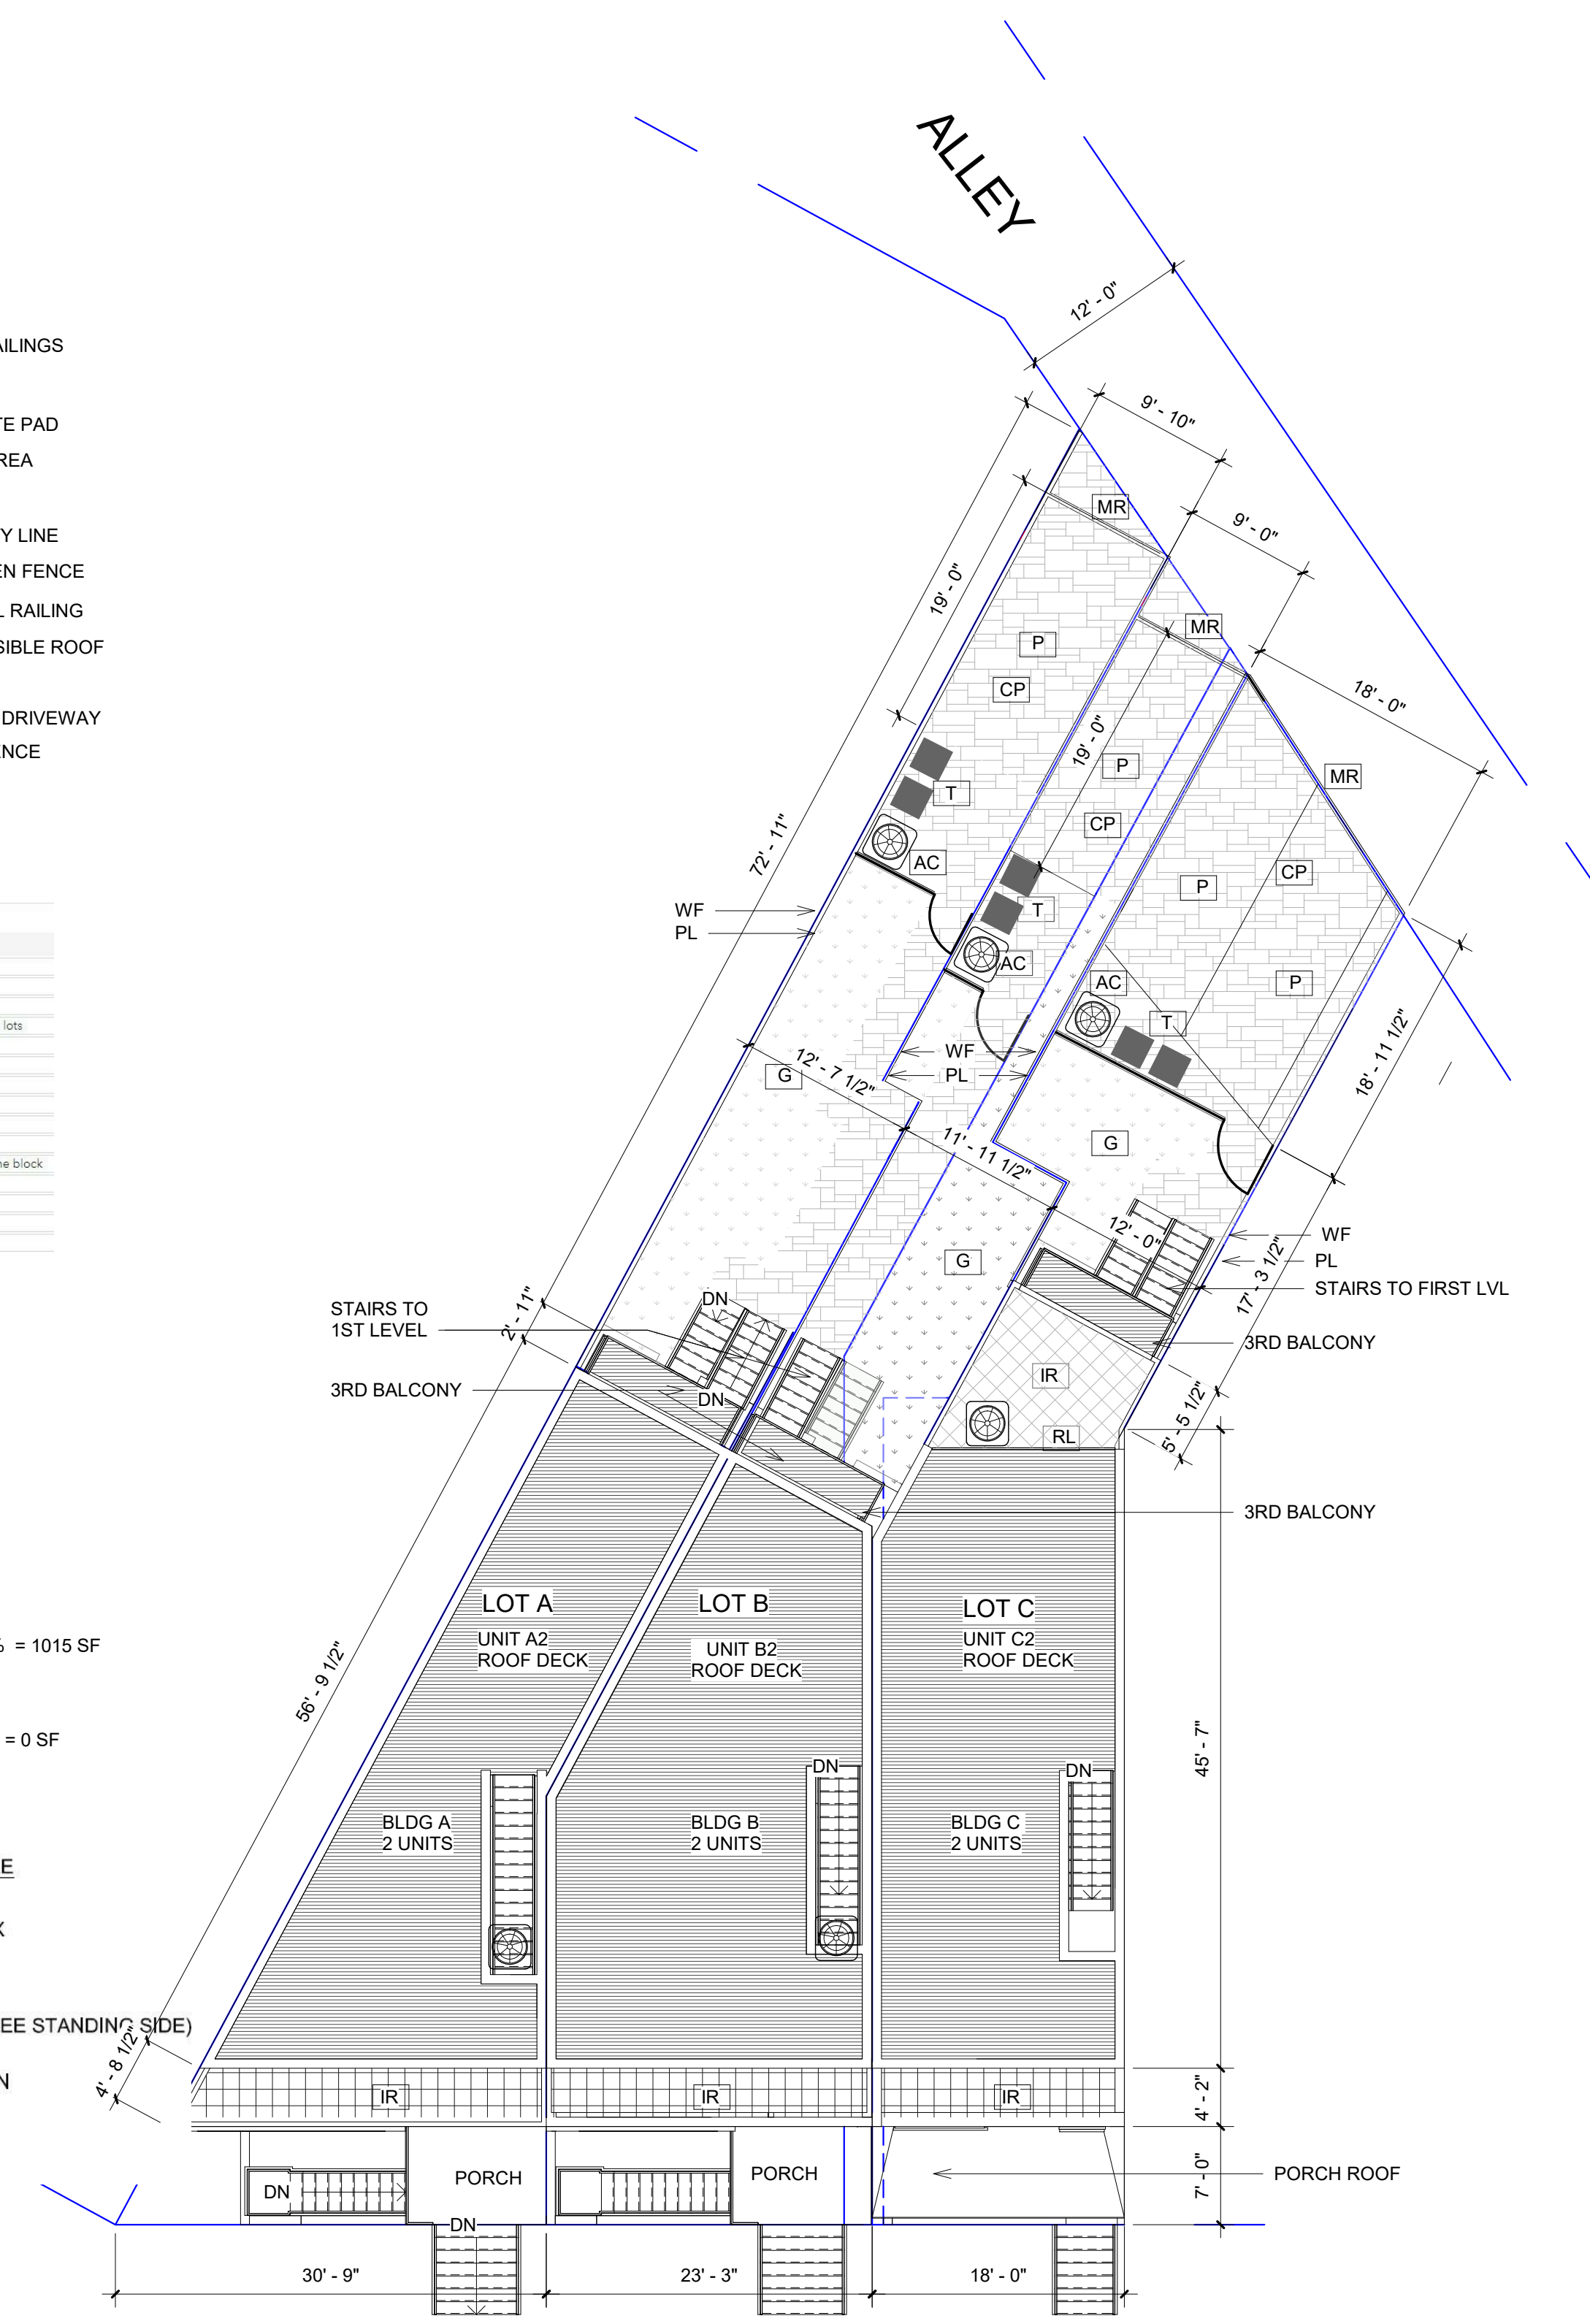 ALLEY
12' - 0"
AILINGS
TE PAD
REA
Y LINE
EN FENCE
L RAILING
SIBLE ROOF
DRIVEWAY
ENCE
lots
ne block
= 1015 SF
= 0 SF
E
X
EE STANDING SIDE)
N
9' - 10"
MR
9' - 0"
19' - 0"
P
MR
CP
18' - 0"
19' - 0"
P
MR
T
CP
72' - 11"
AC
P
CP
WF
PL
T
AC
AC
P
T
18' - 11 1/2"
WF
PL
12' - 7 1/2"
G
11' - 11 1/2"
G
12' - 0"
WF
PL
G
STAIRS TO FIRST LVL
17' - 3 1/2"
DN
STAIRS TO
1ST LEVEL
2' - 11"
3RD BALCONY
3RD BALCONY
DN
IR
RL
5' - 5 1/2"
3RD BALCONY
LOT A
UNIT A2
ROOF DECK
LOT B
UNIT B2
ROOF DECK
LOT C
UNIT C2
ROOF DECK
56' - 9 1/2"
45' - 7"
DN
DN
BLDG A
2 UNITS
BLDG B
2 UNITS
BLDG C
2 UNITS
4' - 8 1/2"
IR
IR
IR
4' - 2"
PORCH
PORCH
PORCH ROOF
7' - 0"
DN
DN
30' - 9"
23' - 3"
18' - 0"